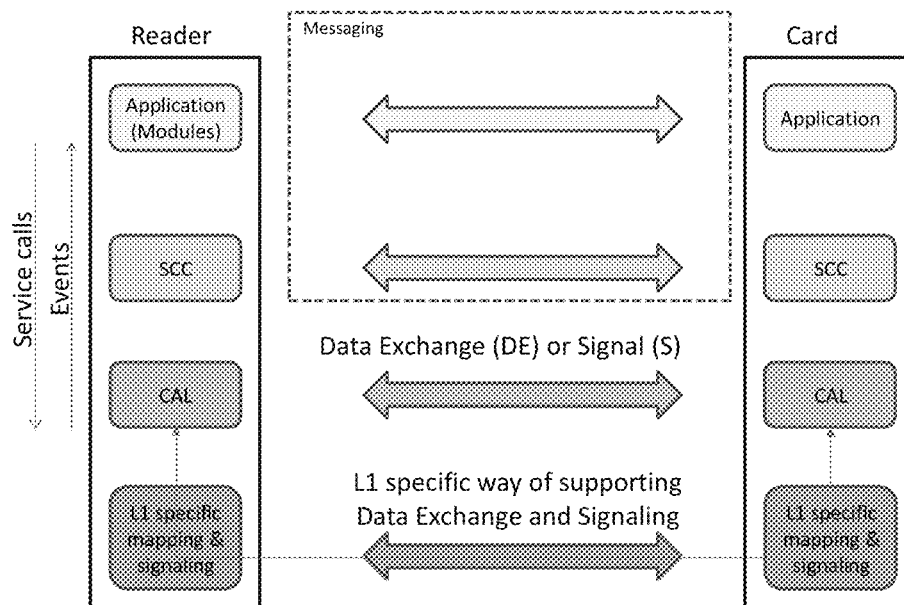 Messaging
Reader
Card
Application
(Modules)
Application
Service calls
Events
SCC
SCC
Data Exchange (DE) or Signal (S)
CAL
CAL
L1 specific way of supporting
Data Exchange and Signaling
L1 specific
mapping &
signaling
L1 specific
mapping &
signaling